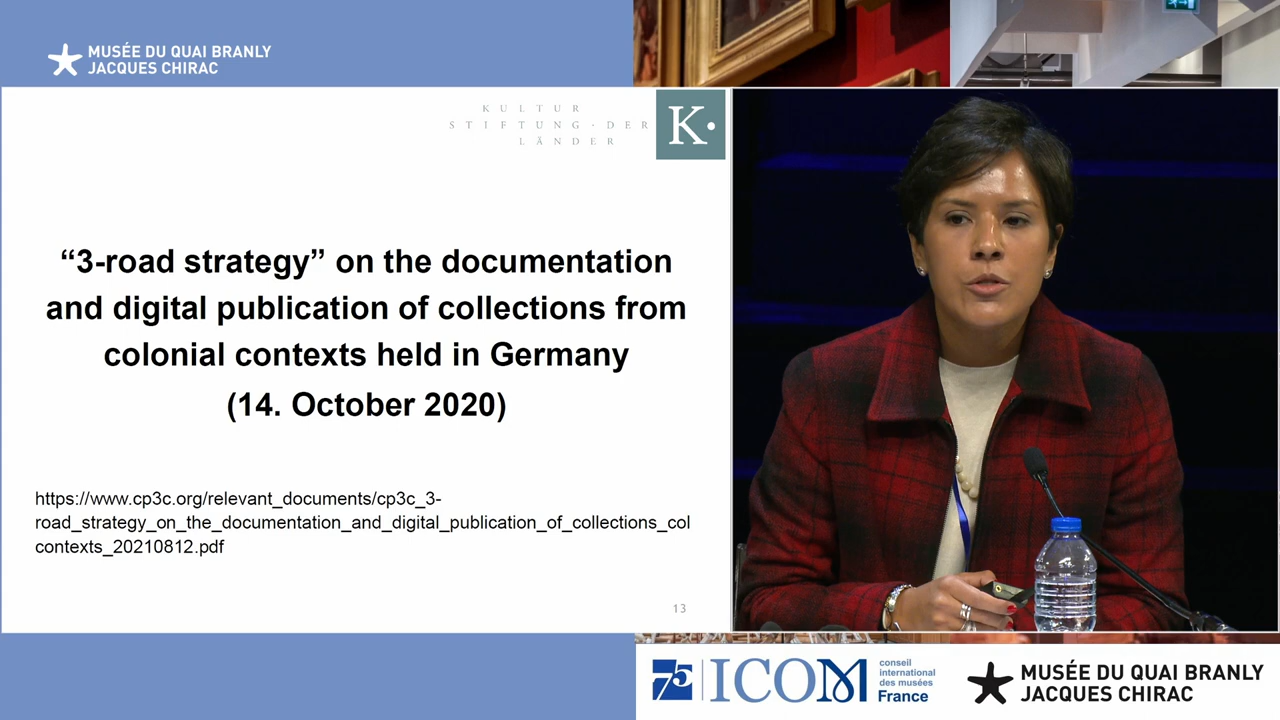 MUSÉE DU QUAI BRANLY
JACQUES CHIRAC
KULTUR
STIFTUNG·DER
LÄNDER
K·
“3-road strategy” on the documentation
and digital publication of collections from
colonial contexts held in Germany
(14. October 2020)
https://www.cp3c.org/relevant_documents/cp3c_3-
road_strategy_on_the_documentation_and_digital_publication_of_collections_col
contexts_20210812.pdf
13
75
ICOM
conseil
international
des musées
France
MUSÉE DU QUAI BRANLY
JACQUES CHIRAC